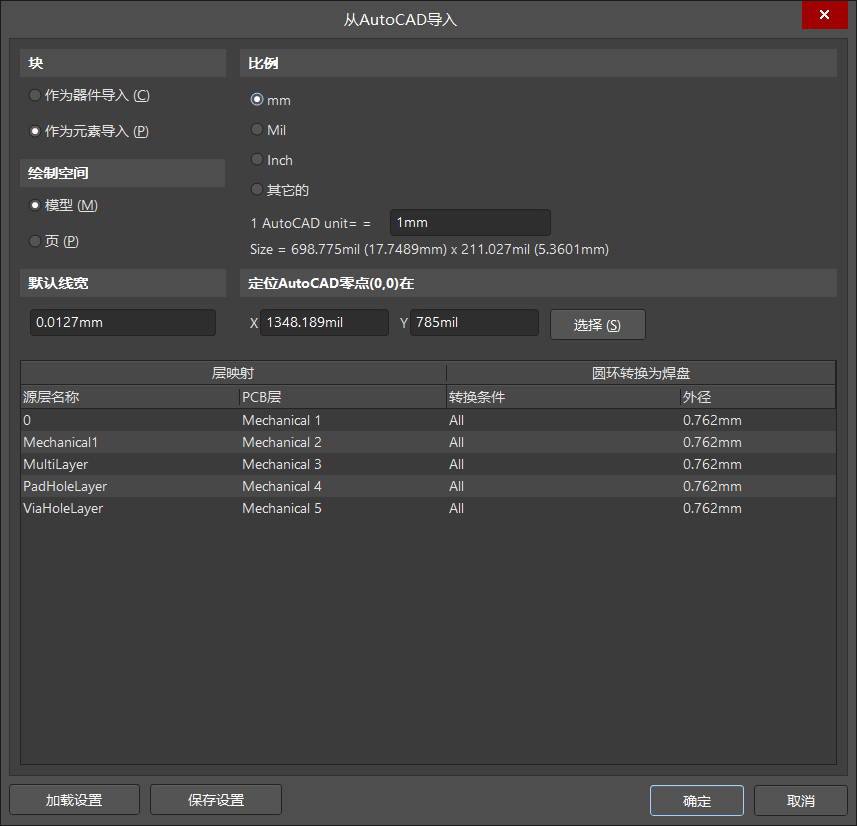 从AutoCAD导入
块
作为器件导入 (C)
作为元素导入 (P)
绘制空间
模型 (M)
页 (P)
默认线宽
0.0127mm
比例
mm
Mil
Inch
其它的
1 AutoCAD unit= = 1mm
Size = 698.775mil (17.7489mm) x 211.027mil (5.3601mm)
定位AutoCAD零点(0,0)在
X 1348.189mil Y 785mil 选择 (S)
层映射 圆环转换为焊盘
源层名称 PCB层 转换条件 外径
0 Mechanical 1 All 0.762mm
Mechanical1 Mechanical 2 All 0.762mm
MultiLayer Mechanical 3 All 0.762mm
PadHoleLayer Mechanical 4 All 0.762mm
ViaHoleLayer Mechanical 5 All 0.762mm
加载设置 保存设置 确定 取消